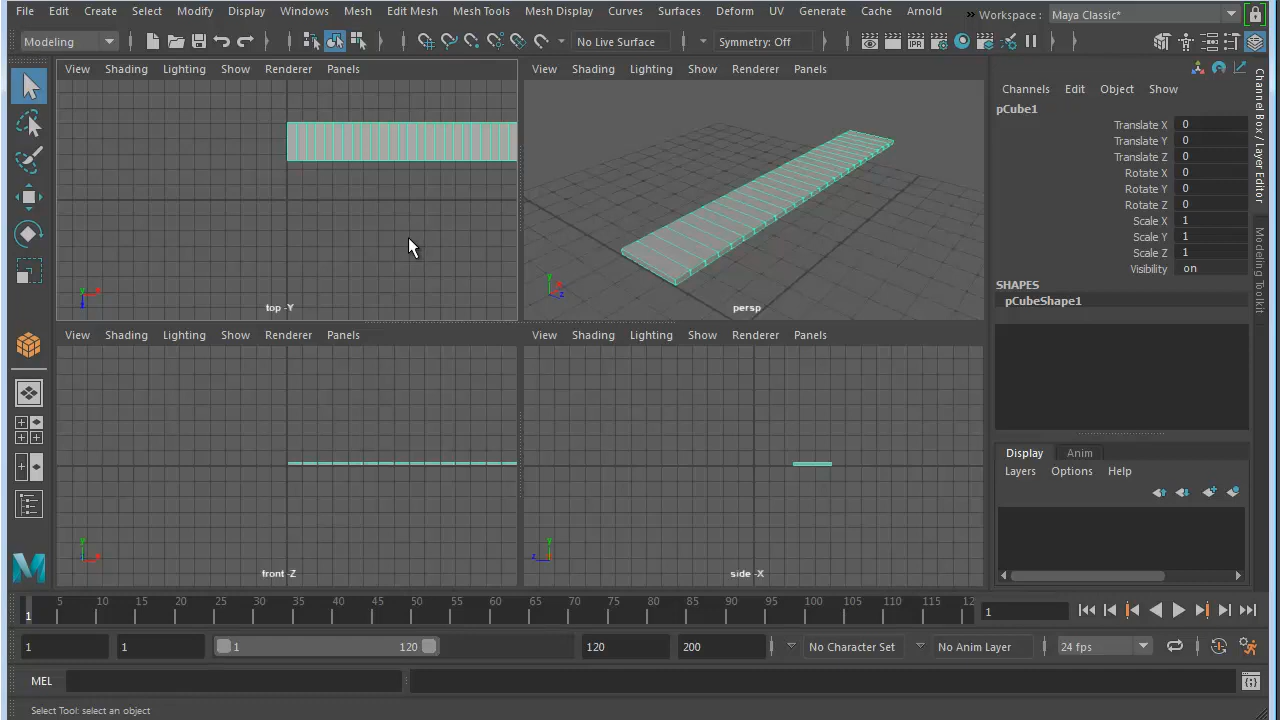 File Edit Create Select Modify Display Windows Mesh Edit Mesh Mesh Tools Mesh Display Curves Surfaces Deform UV Generate Cache Arnold » Workspace : Maya Classic*
Modeling No Live Surface Symmetry: Off IPR
View Shading Lighting Show Renderer Panels
top -Y
View Shading Lighting Show Renderer Panels
persp
View Shading Lighting Show Renderer Panels
front -Z
View Shading Lighting Show Renderer Panels
side -X
Channels Edit Object Show
pCube1
Translate X 0
Translate Y 0
Translate Z 0
Rotate X 0
Rotate Y 0
Rotate Z 0
Scale X 1
Scale Y 1
Scale Z 1
Visibility on
SHAPES
pCubeShape1
Display Anim
Layers Options Help
Channel Box / Layer Editor
Modeling Toolkit
1 5 10 15 20 25 30 35 40 45 50 55 60 65 70 75 80 85 90 95 100 105 110 115 12 1
1 1 1 120 120 200 No Character Set No Anim Layer 24 fps
MEL
Select Tool: select an object